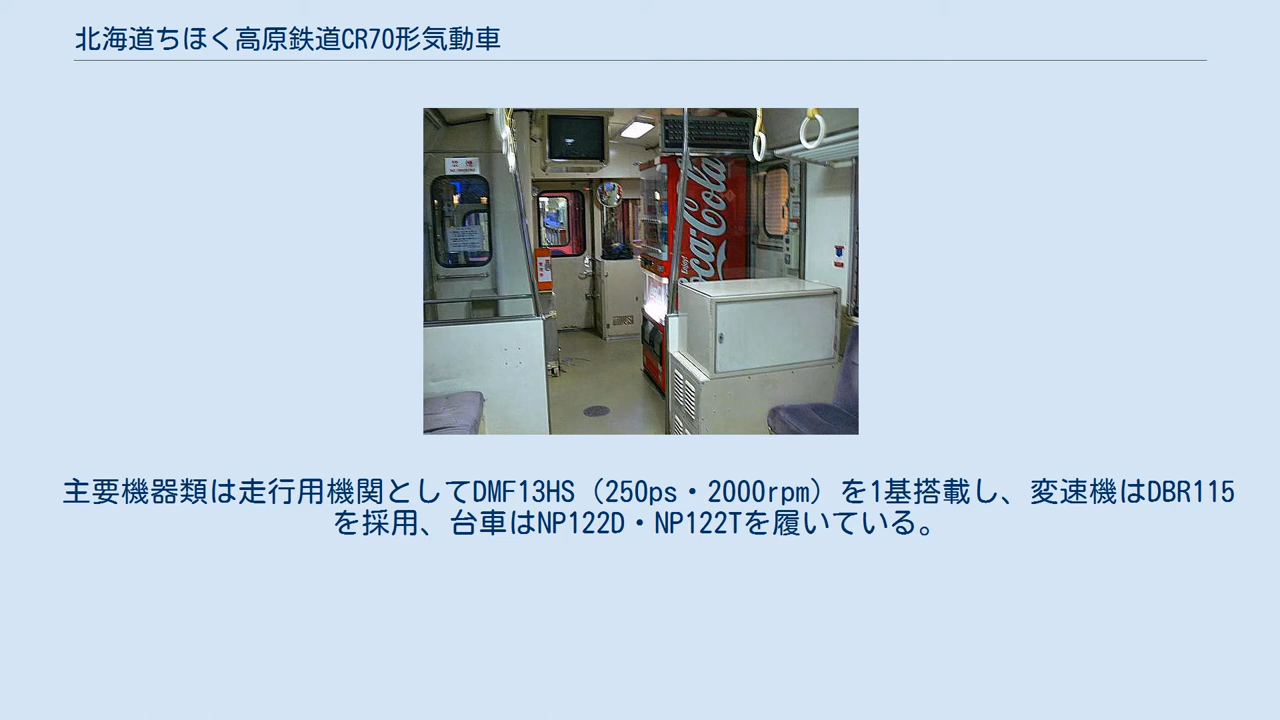 北海道ちほく高原鉄道CR70形気動車
Enjoy
Coca-Cola
主要機器類は走行用機関としてDMF13HS（250ps・2000rpm）を1基搭載し、変速機はDBR115
を採用、台車はNP122D・NP122Tを履いている。